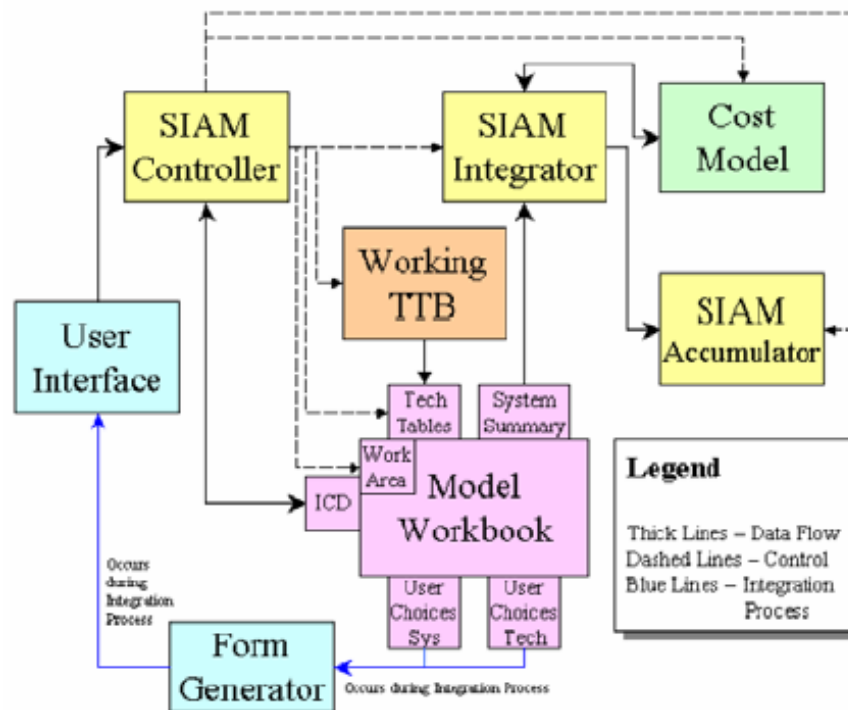 SIAM
Controller
SIAM
Integrator
Cost
Model
Working
TTB
SIAM
Accumulator
User
Interface
Tech
Tables
System
Summary
Work
Area
ICD
Model
Workbook
User
Choices
Sys
User
Choices
Tech
Legend
Thick Lines – Data Flow
Dashed Lines – Control
Blue Lines – Integration
Process
Occurs
during
Integration
Process
Form
Generator
Occurs during Integration Process